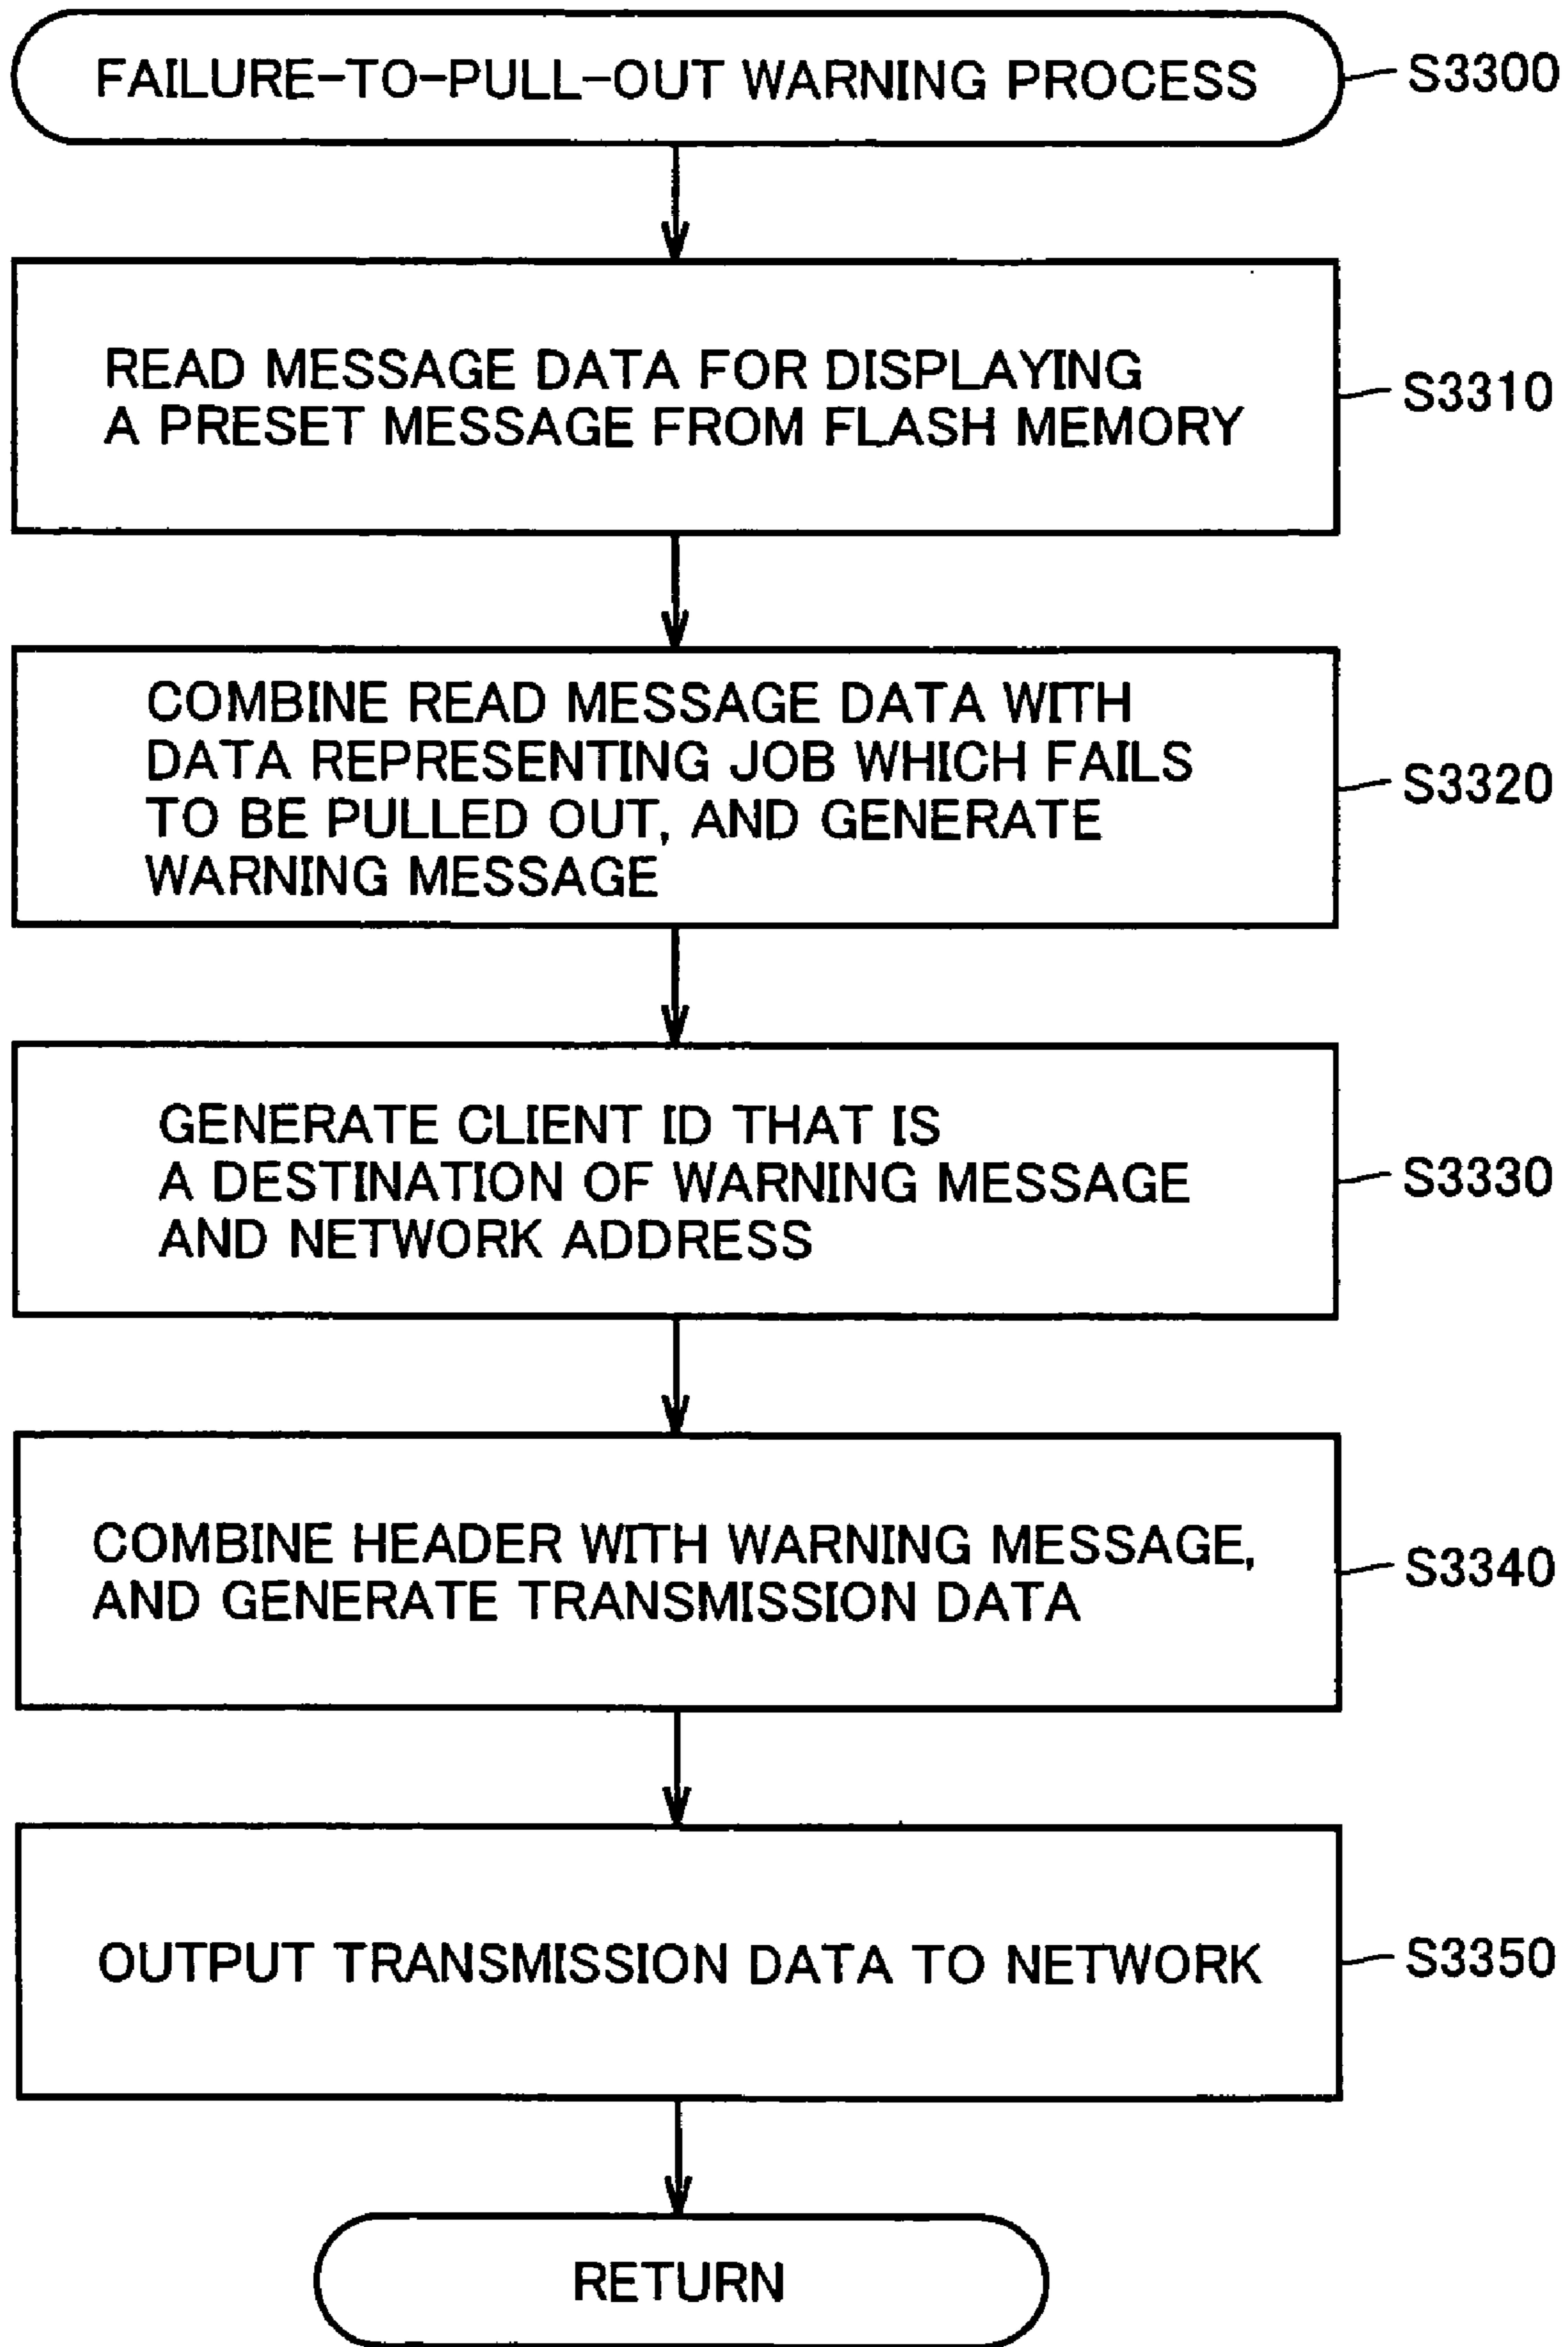 FAILURE-TO-PULL-OUT WARNING PROCESS
S3300
READ MESSAGE DATA FOR DISPLAYING
A PRESET MESSAGE FROM FLASH MEMORY
S3310
COMBINE READ MESSAGE DATA WITH
DATA REPRESENTING JOB WHICH FAILS
TO BE PULLED OUT, AND GENERATE
WARNING MESSAGE
S3320
GENERATE CLIENT ID THAT IS
A DESTINATION OF WARNING MESSAGE
AND NETWORK ADDRESS
S3330
COMBINE HEADER WITH WARNING MESSAGE,
AND GENERATE TRANSMISSION DATA
S3340
OUTPUT TRANSMISSION DATA TO NETWORK
S3350
RETURN